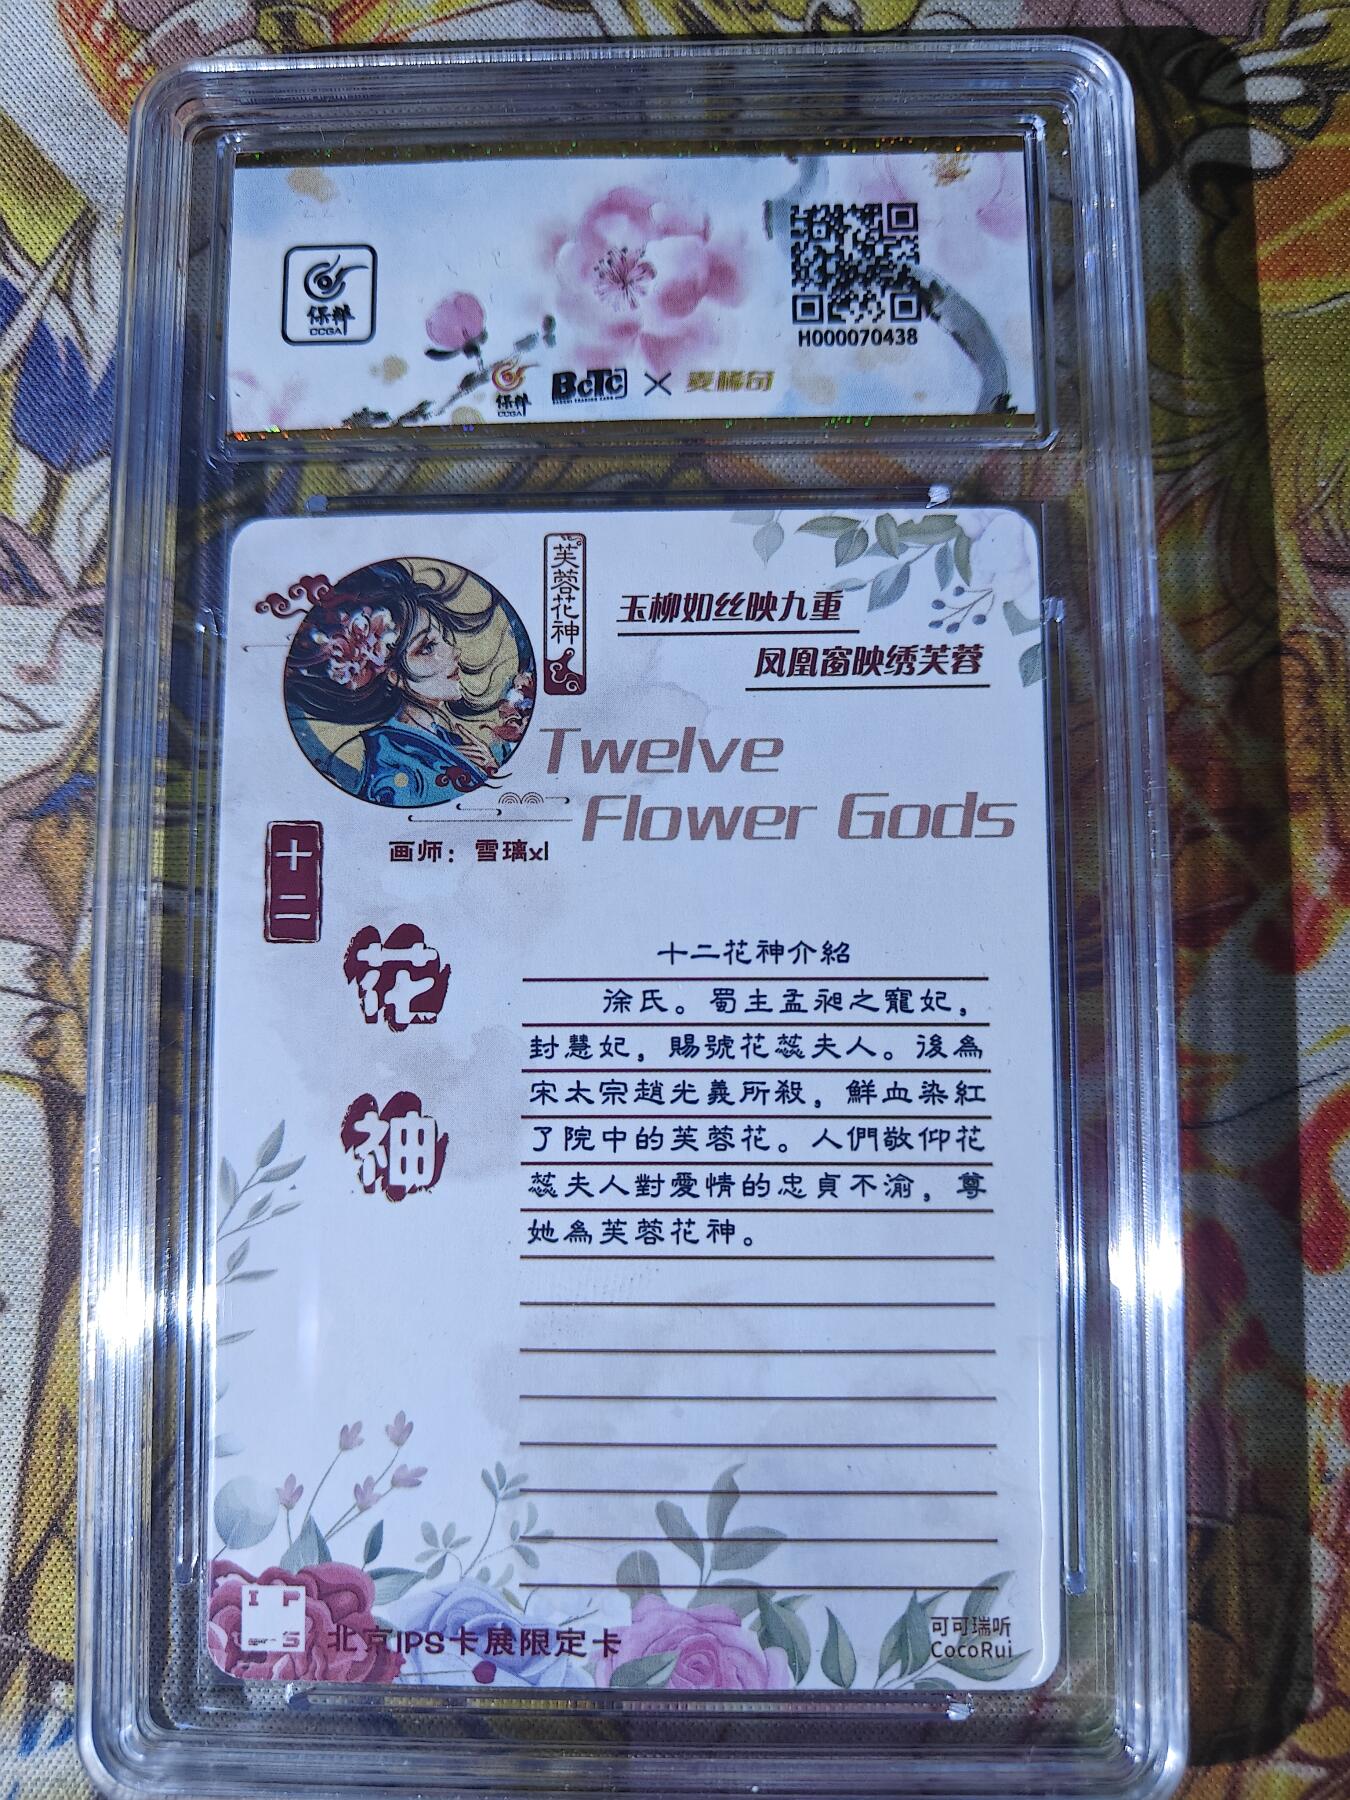 保粹
CCGA
H000070438
保粹
CCGA
BCTC × 麦稀奇
芙蓉花神
玉柳如丝映九重
凤凰窗映绣芙蓉
Twelve
Flower Gods
画师：雪璃xl
十二
花神
十二花神介紹
徐氏。蜀主孟昶之寵妃，
封慧妃，賜號花蕊夫人。後為
宋太宗趙光義所殺，鮮血染紅
了院中的芙蓉花。人們敬仰花
蕊夫人對愛情的忠貞不渝，尊
她為芙蓉花神。
IPS
北京IPS卡展限定卡
可可瑞听
CocoRui